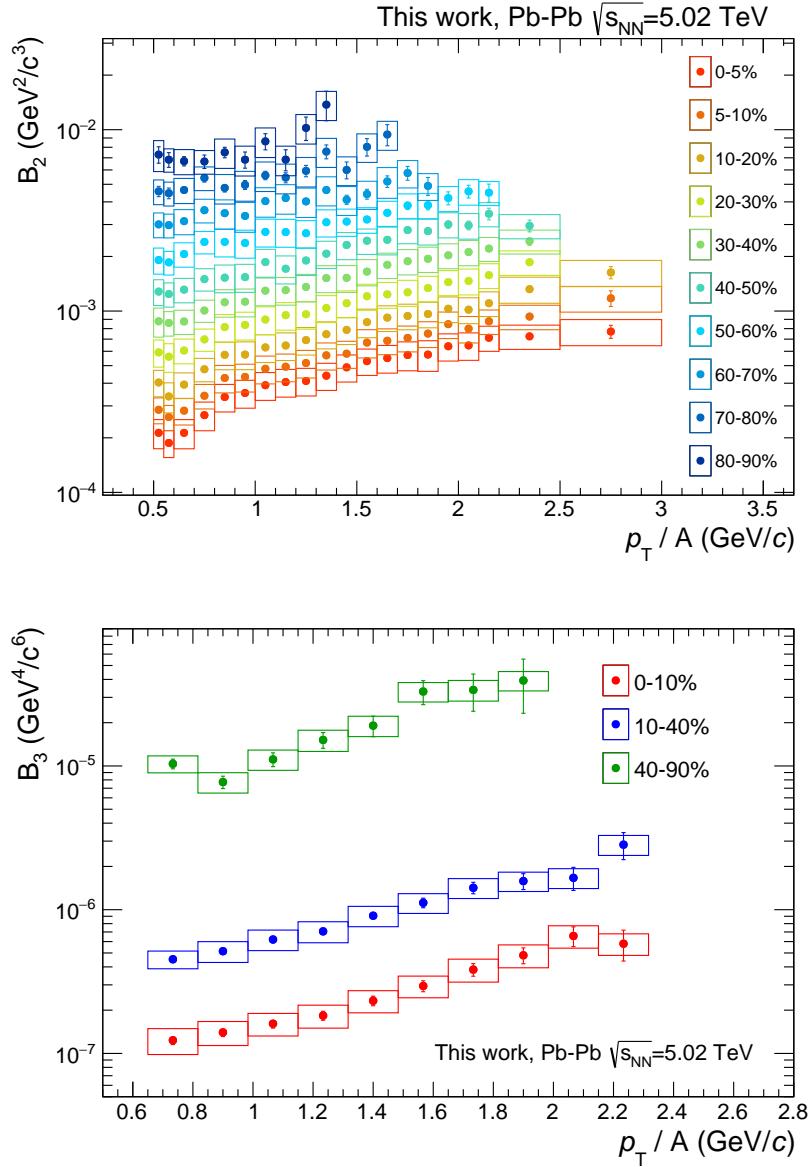 This work, Pb-Pb √sNN=5.02 TeV
B2 (GeV²/c³)
10⁻²
10⁻³
10⁻⁴
0-5%
5-10%
10-20%
20-30%
30-40%
40-50%
50-60%
60-70%
70-80%
80-90%
0.5 1 1.5 2 2.5 3 3.5
pT / A (GeV/c)
B3 (GeV⁴/c⁶)
10⁻⁵
10⁻⁶
10⁻⁷
0-10%
10-40%
40-90%
This work, Pb-Pb √sNN=5.02 TeV
0.6 0.8 1 1.2 1.4 1.6 1.8 2 2.2 2.4 2.6 2.8
pT / A (GeV/c)